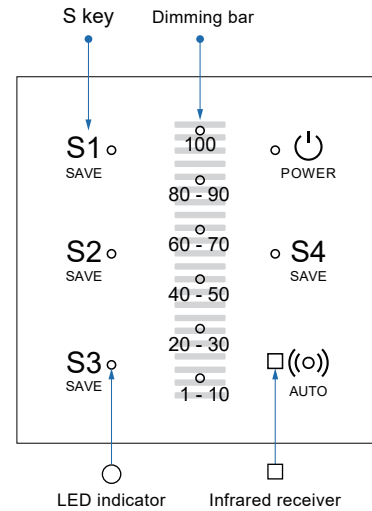 S key
Dimming bar
S1
SAVE
100
POWER
80 - 90
S2
SAVE
60 - 70
S4
SAVE
40 - 50
20 - 30
S3
SAVE
AUTO
1 - 10
LED indicator
Infrared receiver